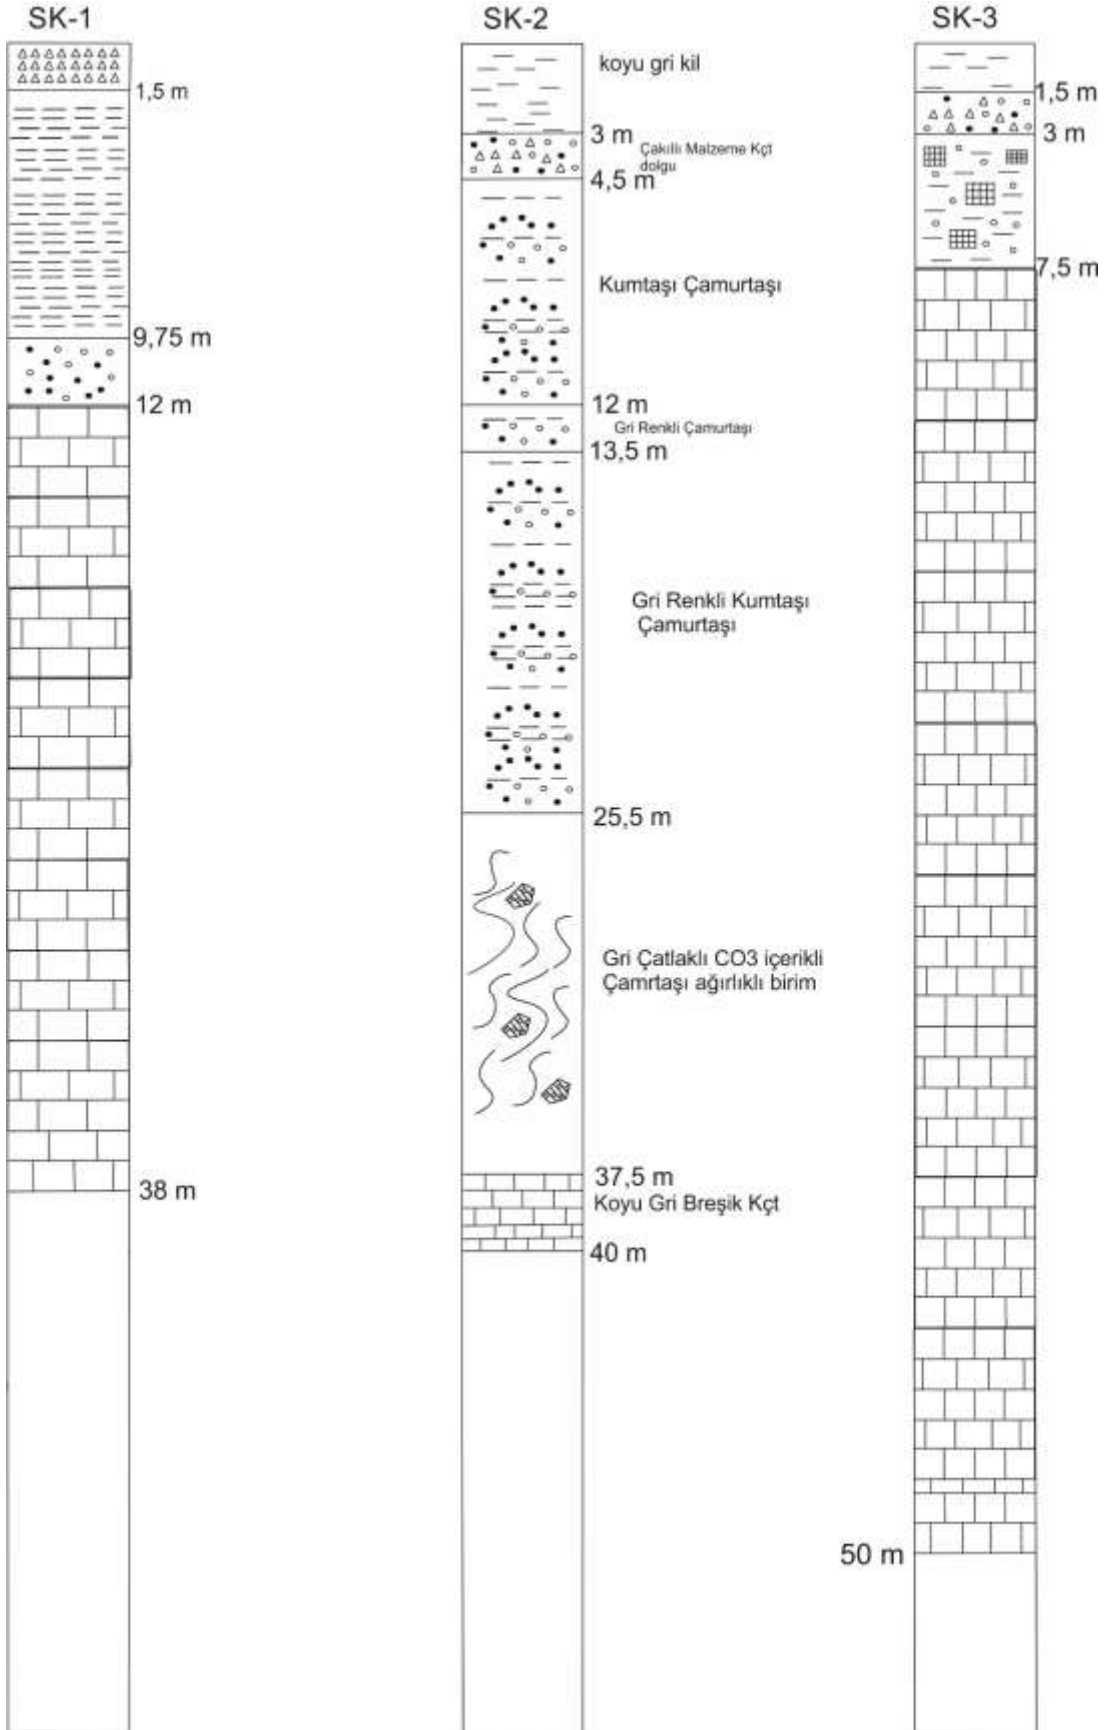 SK-1
1,5 m
9,75 m
12 m
38 m
SK-2
koyu gri kil
3 m
Çakıllı Malzeme Kçt
dolgu
4,5 m
Kumtaşı Çamurtaşı
12 m
Gri Renkli Çamurtaşı
13,5 m
Gri Renkli Kumtaşı
Çamurtaşı
25,5 m
Gri Çatlaklı CO3 içerikli
Çamrtaşı ağırlıklı birim
37,5 m
Koyu Gri Breşik Kçt
40 m
SK-3
1,5 m
3 m
7,5 m
50 m